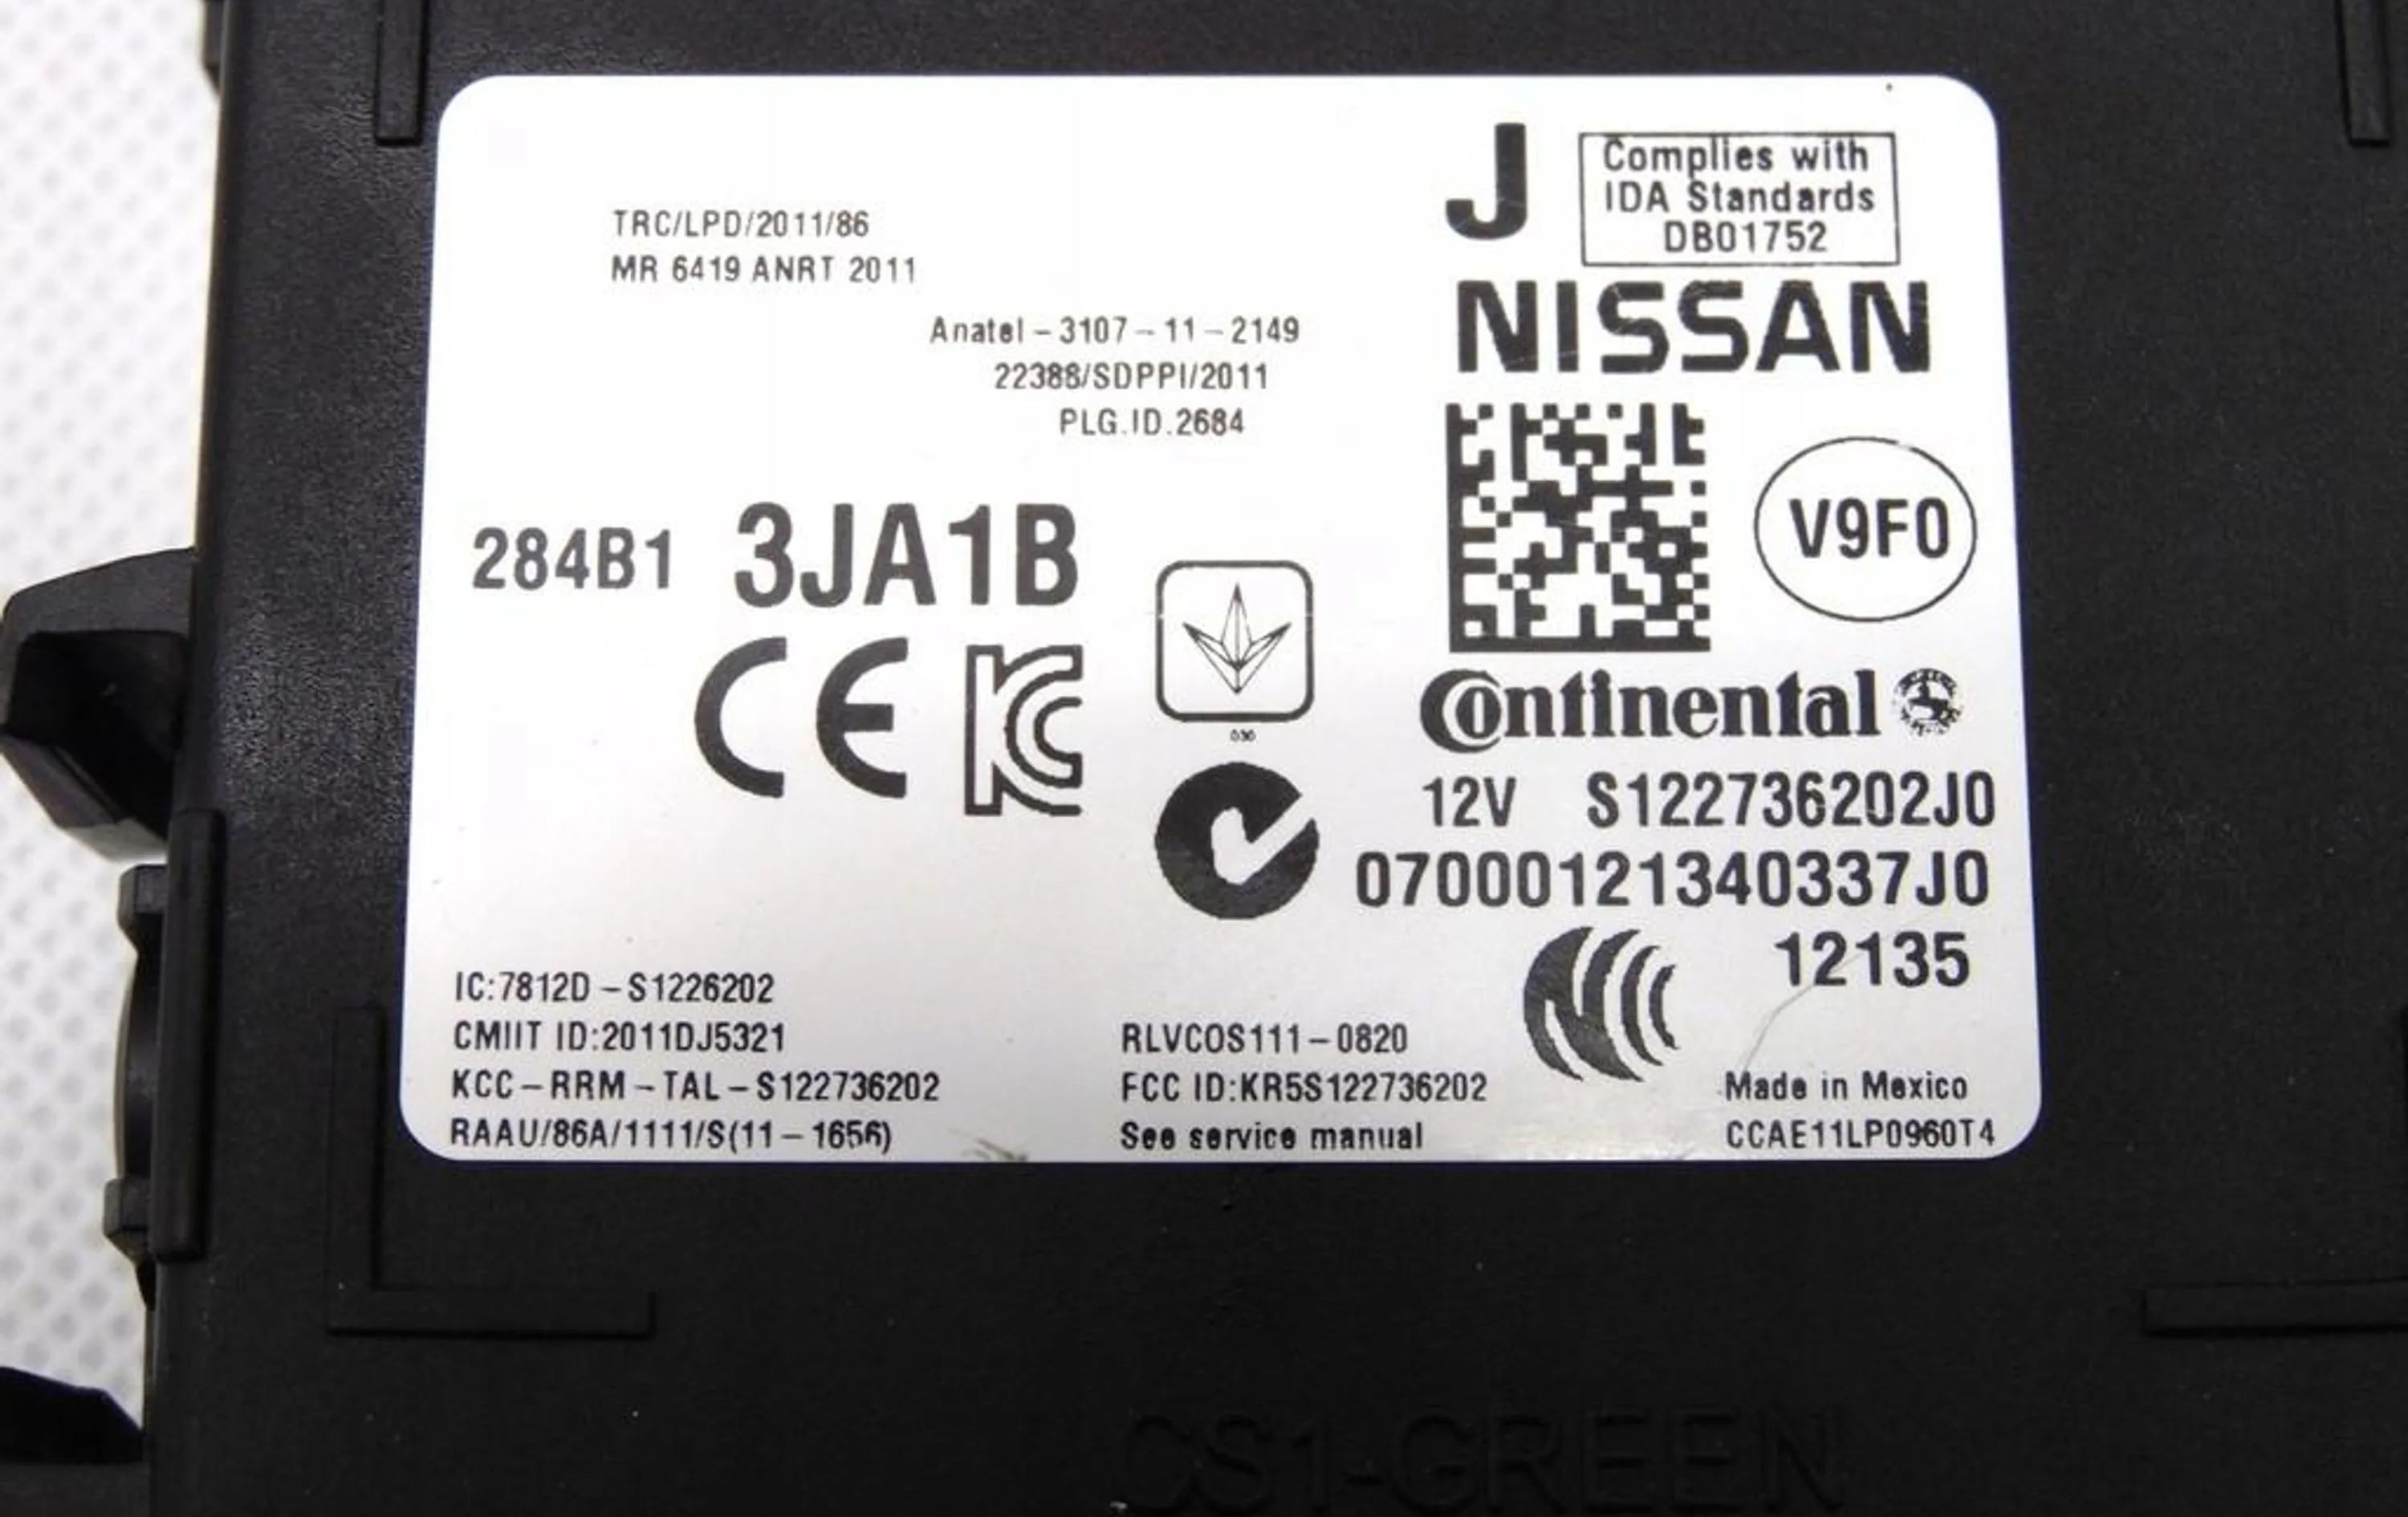 TRC/LPD/2011/86
MR 6419 ANRT 2011
Anatel-3107-11-2149
22388/SDPPI/2011
PLG.ID.2684
J
Complies with
IDA Standards
DB01752
NISSAN
284B1 3JA1B
V9F0
CE KC
030
Continental
12V S122736202J0
07000121340337J0
12135
IC:7812D-S1226202
CMIIT ID:2011DJ5321
KCC-RRM-TAL-S122736202
RAAU/86A/1111/S(11-1656)
RLVCOS111-0820
FCC ID:KR5S122736202
See service manual
Made in Mexico
CCAE11LP0960T4
CS1-GREEN